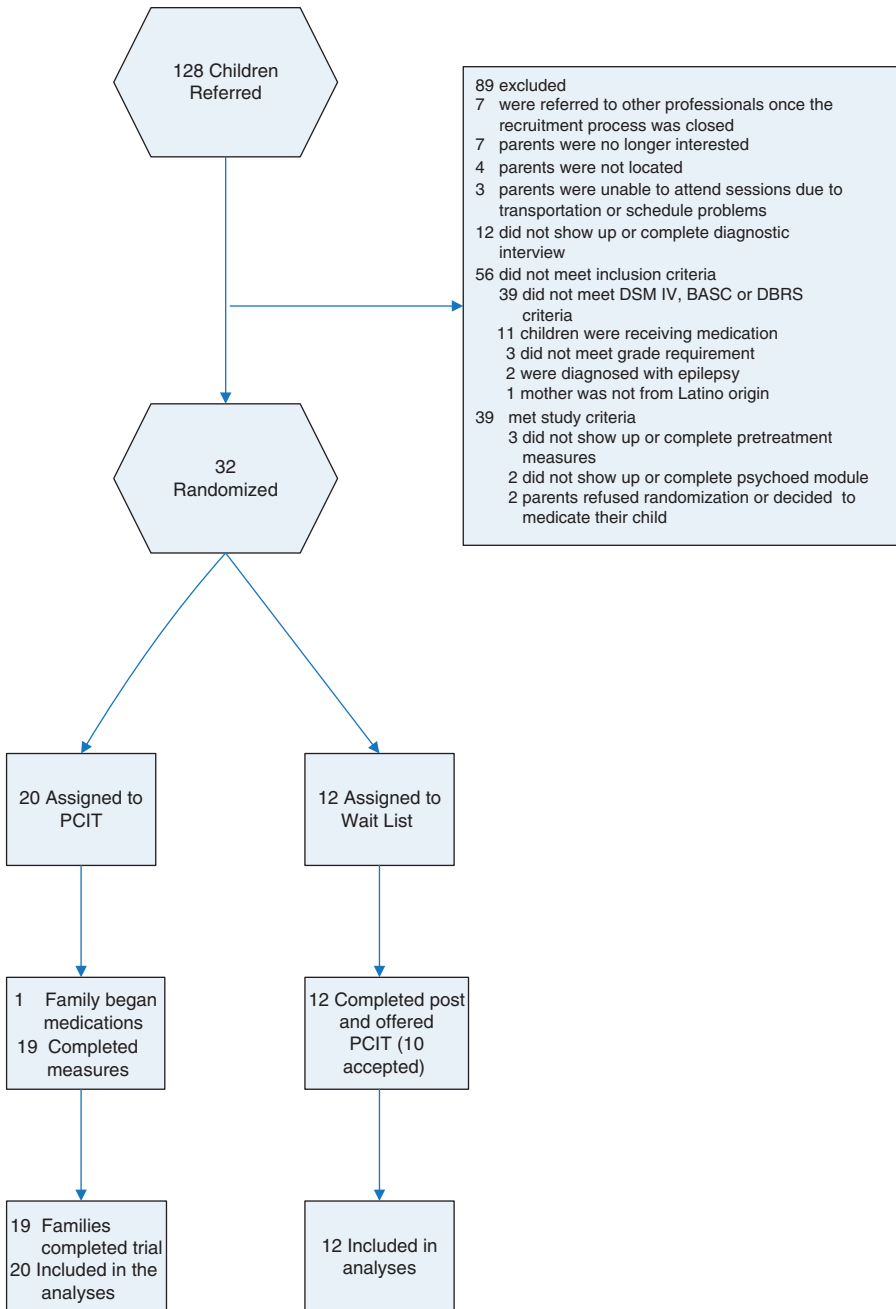 128 Children
Referred
89 excluded
7 were referred to other professionals once the
recruitment process was closed
7 parents were no longer interested
4 parents were not located
3 parents were unable to attend sessions due to
transportation or schedule problems
12 did not show up or complete diagnostic
interview
56 did not meet inclusion criteria
39 did not meet DSM IV, BASC or DBRS
criteria
11 children were receiving medication
3 did not meet grade requirement
2 were diagnosed with epilepsy
1 mother was not from Latino origin
39 met study criteria
3 did not show up or complete pretreatment
measures
2 did not show up or complete psychoed module
2 parents refused randomization or decided to
medicate their child
32
Randomized
20 Assigned to
PCIT
12 Assigned to
Wait List
1 Family began
medications
19 Completed
measures
12 Completed post
and offered
PCIT (10
accepted)
19 Families
completed trial
20 Included in the
analyses
12 Included in
analyses